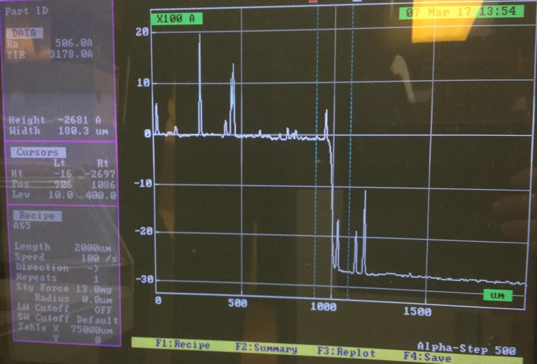 Part ID
DATA
Ra 506.0A
TIR 3178.0A
Height -2681 A
Width 180.3 um
Cursors
Lt Rt
Ht -16 -2697
Pos 906 1086
Lev 10.0 400.0
Recipe
AS5
Length 2000um
Speed 100 /s
Direction ->
Repeats 1
Sty Force 13.0mg
Radius 0.0um
LW Cutoff OFF
SW Cutoff Default
Table X 75000um
Y 0
X100 A
07 Mar 17 13:54
20
10
0
-10
-20
-30
0 500 1000 1500
um
F1:Recipe F2:Summary F3:Replot F4:Save
Alpha-Step 500